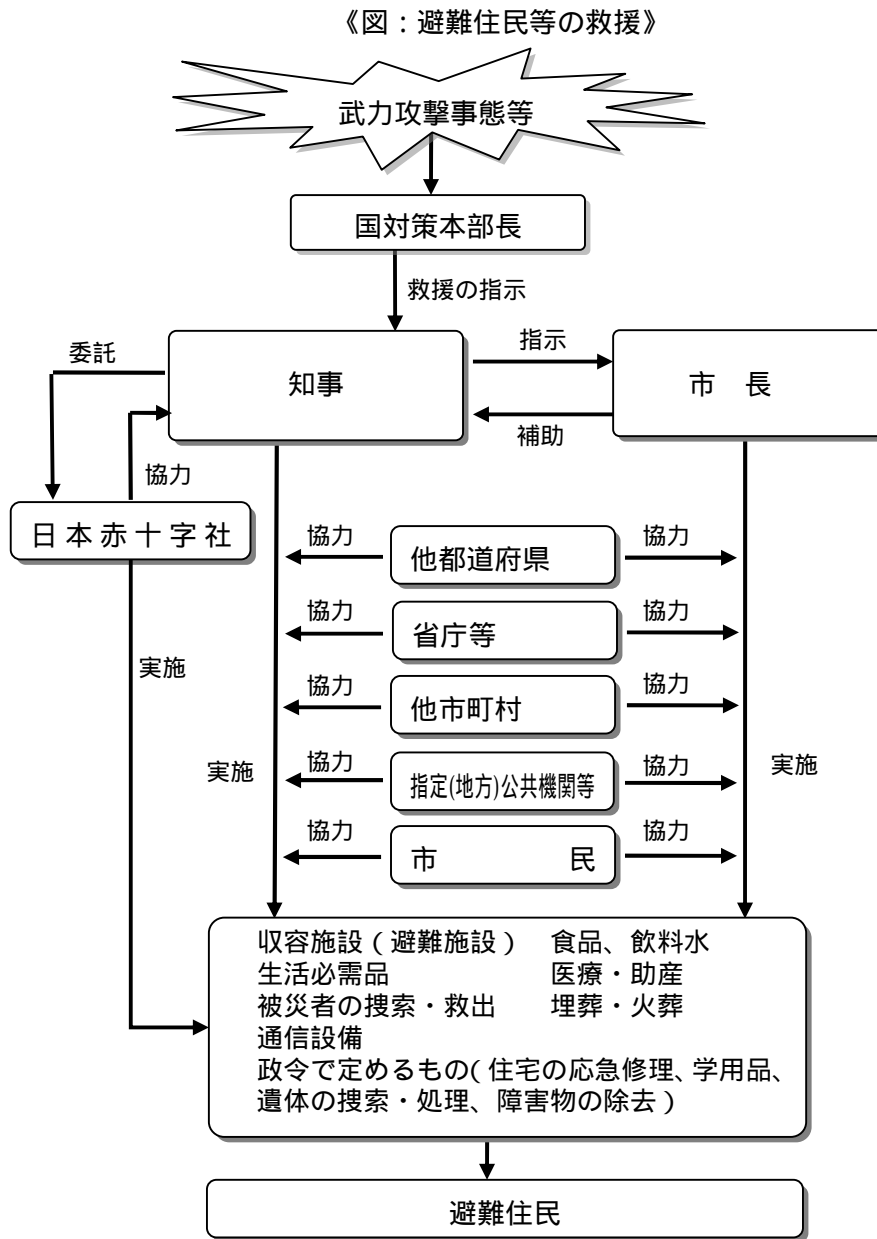 《図：避難住民等の救援》
武力攻撃事態等
国対策本部長
救援の指示
委託
知事
指示
市　長
補助
協力
日本赤十字社
協力
他都道府県
協力
協力
省庁等
協力
実施
協力
他市町村
協力
実施
協力
指定(地方)公共機関等
協力
実施
協力
市　民
協力
収容施設（避難施設）　食品、飲料水
生活必需品　医療・助産
被災者の捜索・救出　埋葬・火葬
通信設備
政令で定めるもの（住宅の応急修理、学用品、
遺体の捜索・処理、障害物の除去）
避難住民